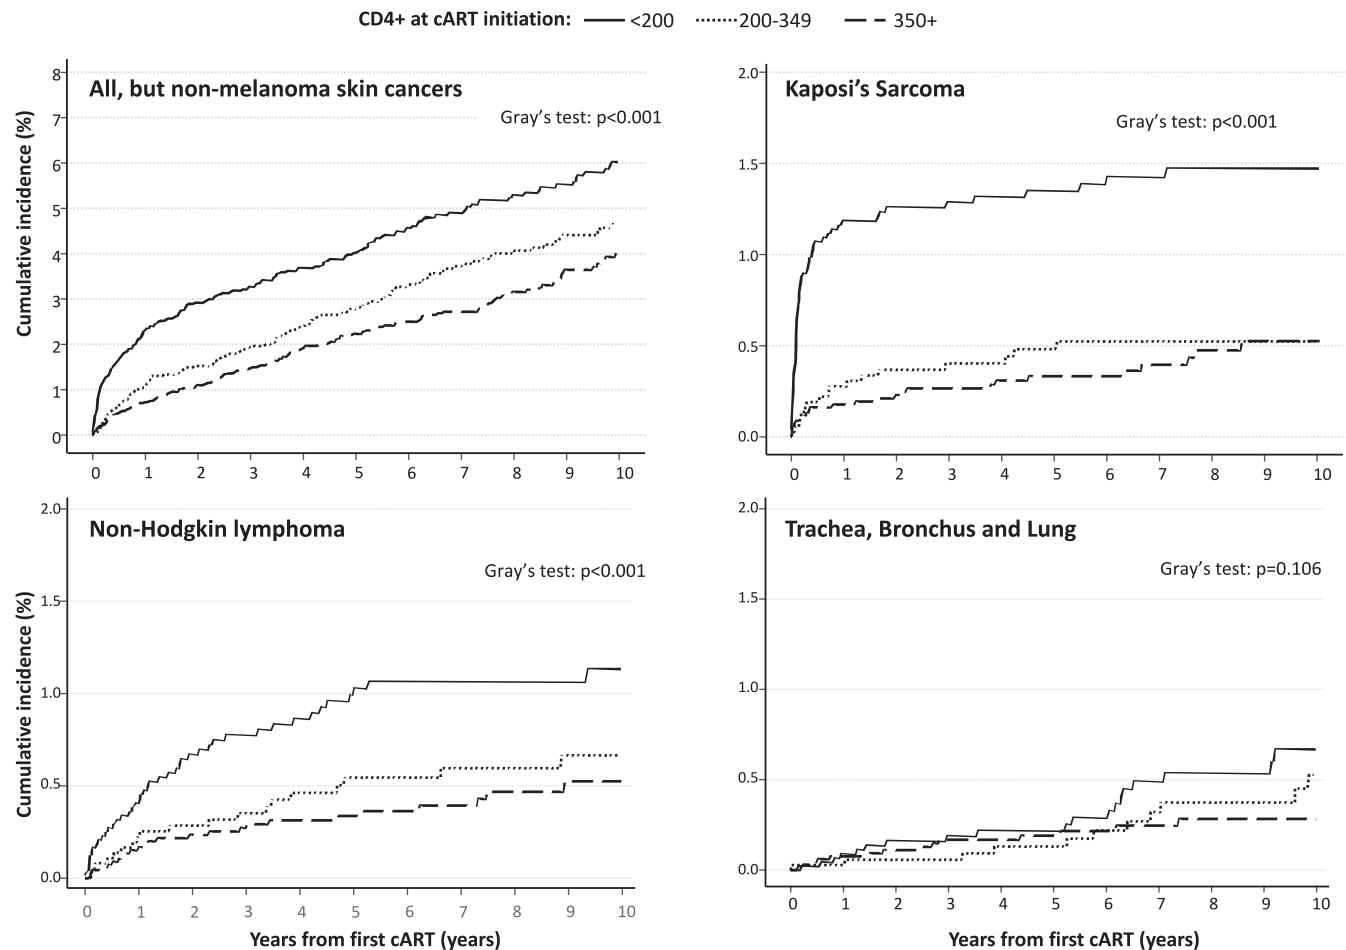 CD4+ at cART initiation: <200 200-349 350+
All, but non-melanoma skin cancers
Gray's test: p<0.001
Cumulative incidence (%)
8
7
6
5
4
3
2
1
0
0 1 2 3 4 5 6 7 8 9 10
Kaposi's Sarcoma
Gray's test: p<0.001
2.0
1.5
1.0
0.5
0.0
0 1 2 3 4 5 6 7 8 9 10
Non-Hodgkin lymphoma
Gray's test: p<0.001
Cumulative incidence (%)
2.0
1.5
1.0
0.5
0.0
0 1 2 3 4 5 6 7 8 9 10
Years from first cART (years)
Trachea, Bronchus and Lung
Gray's test: p=0.106
2.0
1.5
1.0
0.5
0.0
0 1 2 3 4 5 6 7 8 9 10
Years from first cART (years)